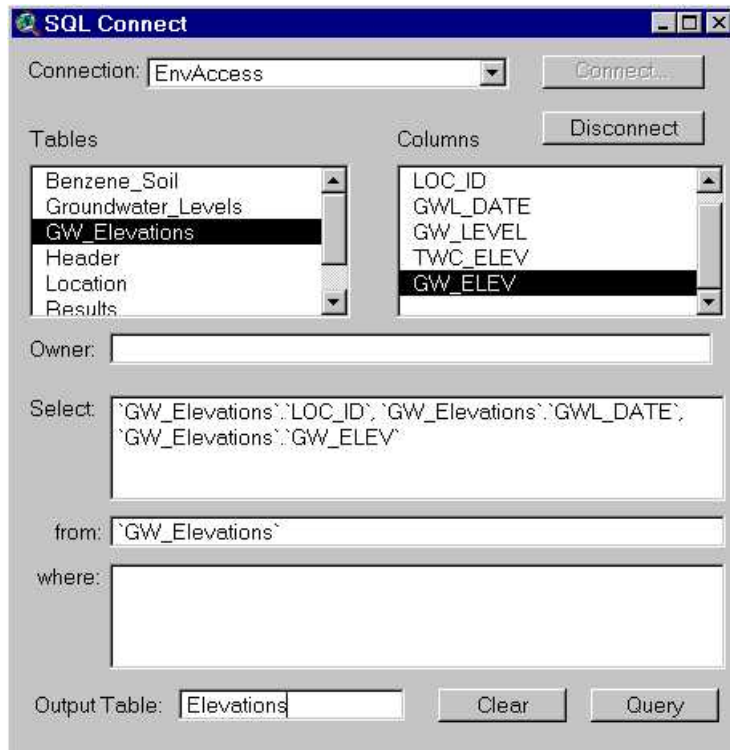 SQL Connect
Connection: EnvAccess Connect...
Disconnect
Tables Columns
Benzene_Soil
Groundwater_Levels
GW_Elevations
Header
Location
Results
LOC_ID
GWL_DATE
GW_LEVEL
TWC_ELEV
GW_ELEV
Owner:
Select: `GW_Elevations`.`LOC_ID`, `GW_Elevations`.`GWL_DATE`,
`GW_Elevations`.`GW_ELEV`
from: `GW_Elevations`
where:
Output Table: Elevations Clear Query